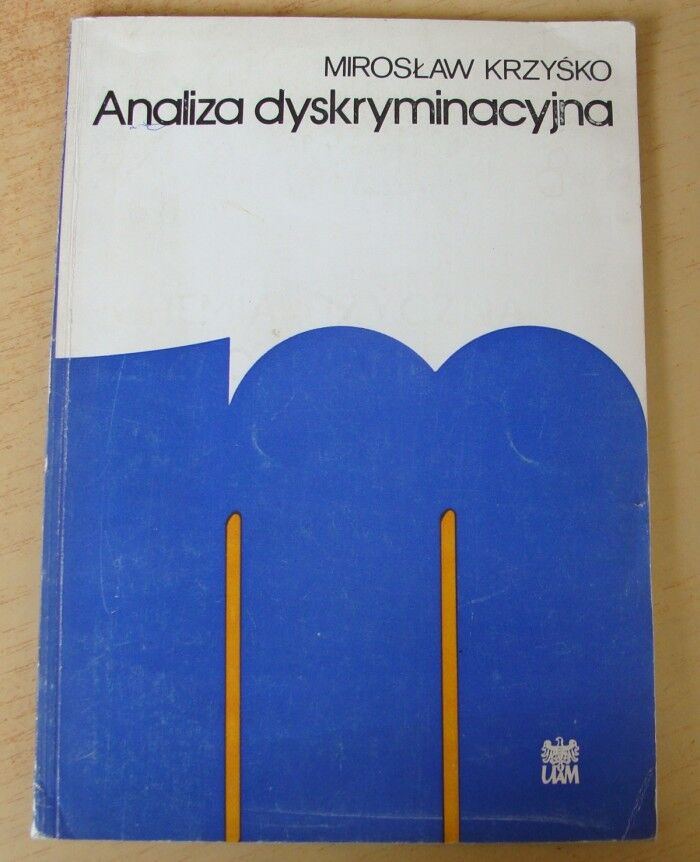 MIROSŁAW KRZYŚKO
Analiza dyskryminacyjna
UAM